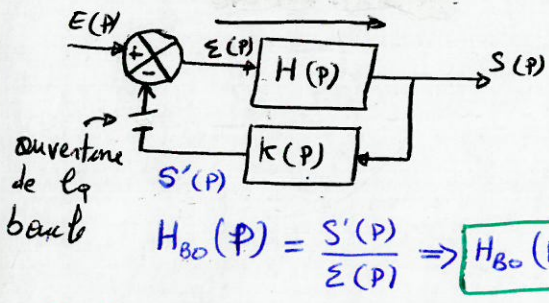 E(P)
+
-
ε(P)
H(P)
S(P)
K(P)
S'(P)
ouverture
de la
boucle
H_BO(P) = S'(P) / ε(P) ⇒ H_BO(P